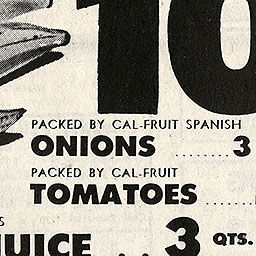 10
PACKED BY CAL-FRUIT SPANISH
ONIONS ........ 3
PACKED BY CAL-FRUIT
TOMATOES ......
JUICE . . 3 QTS.